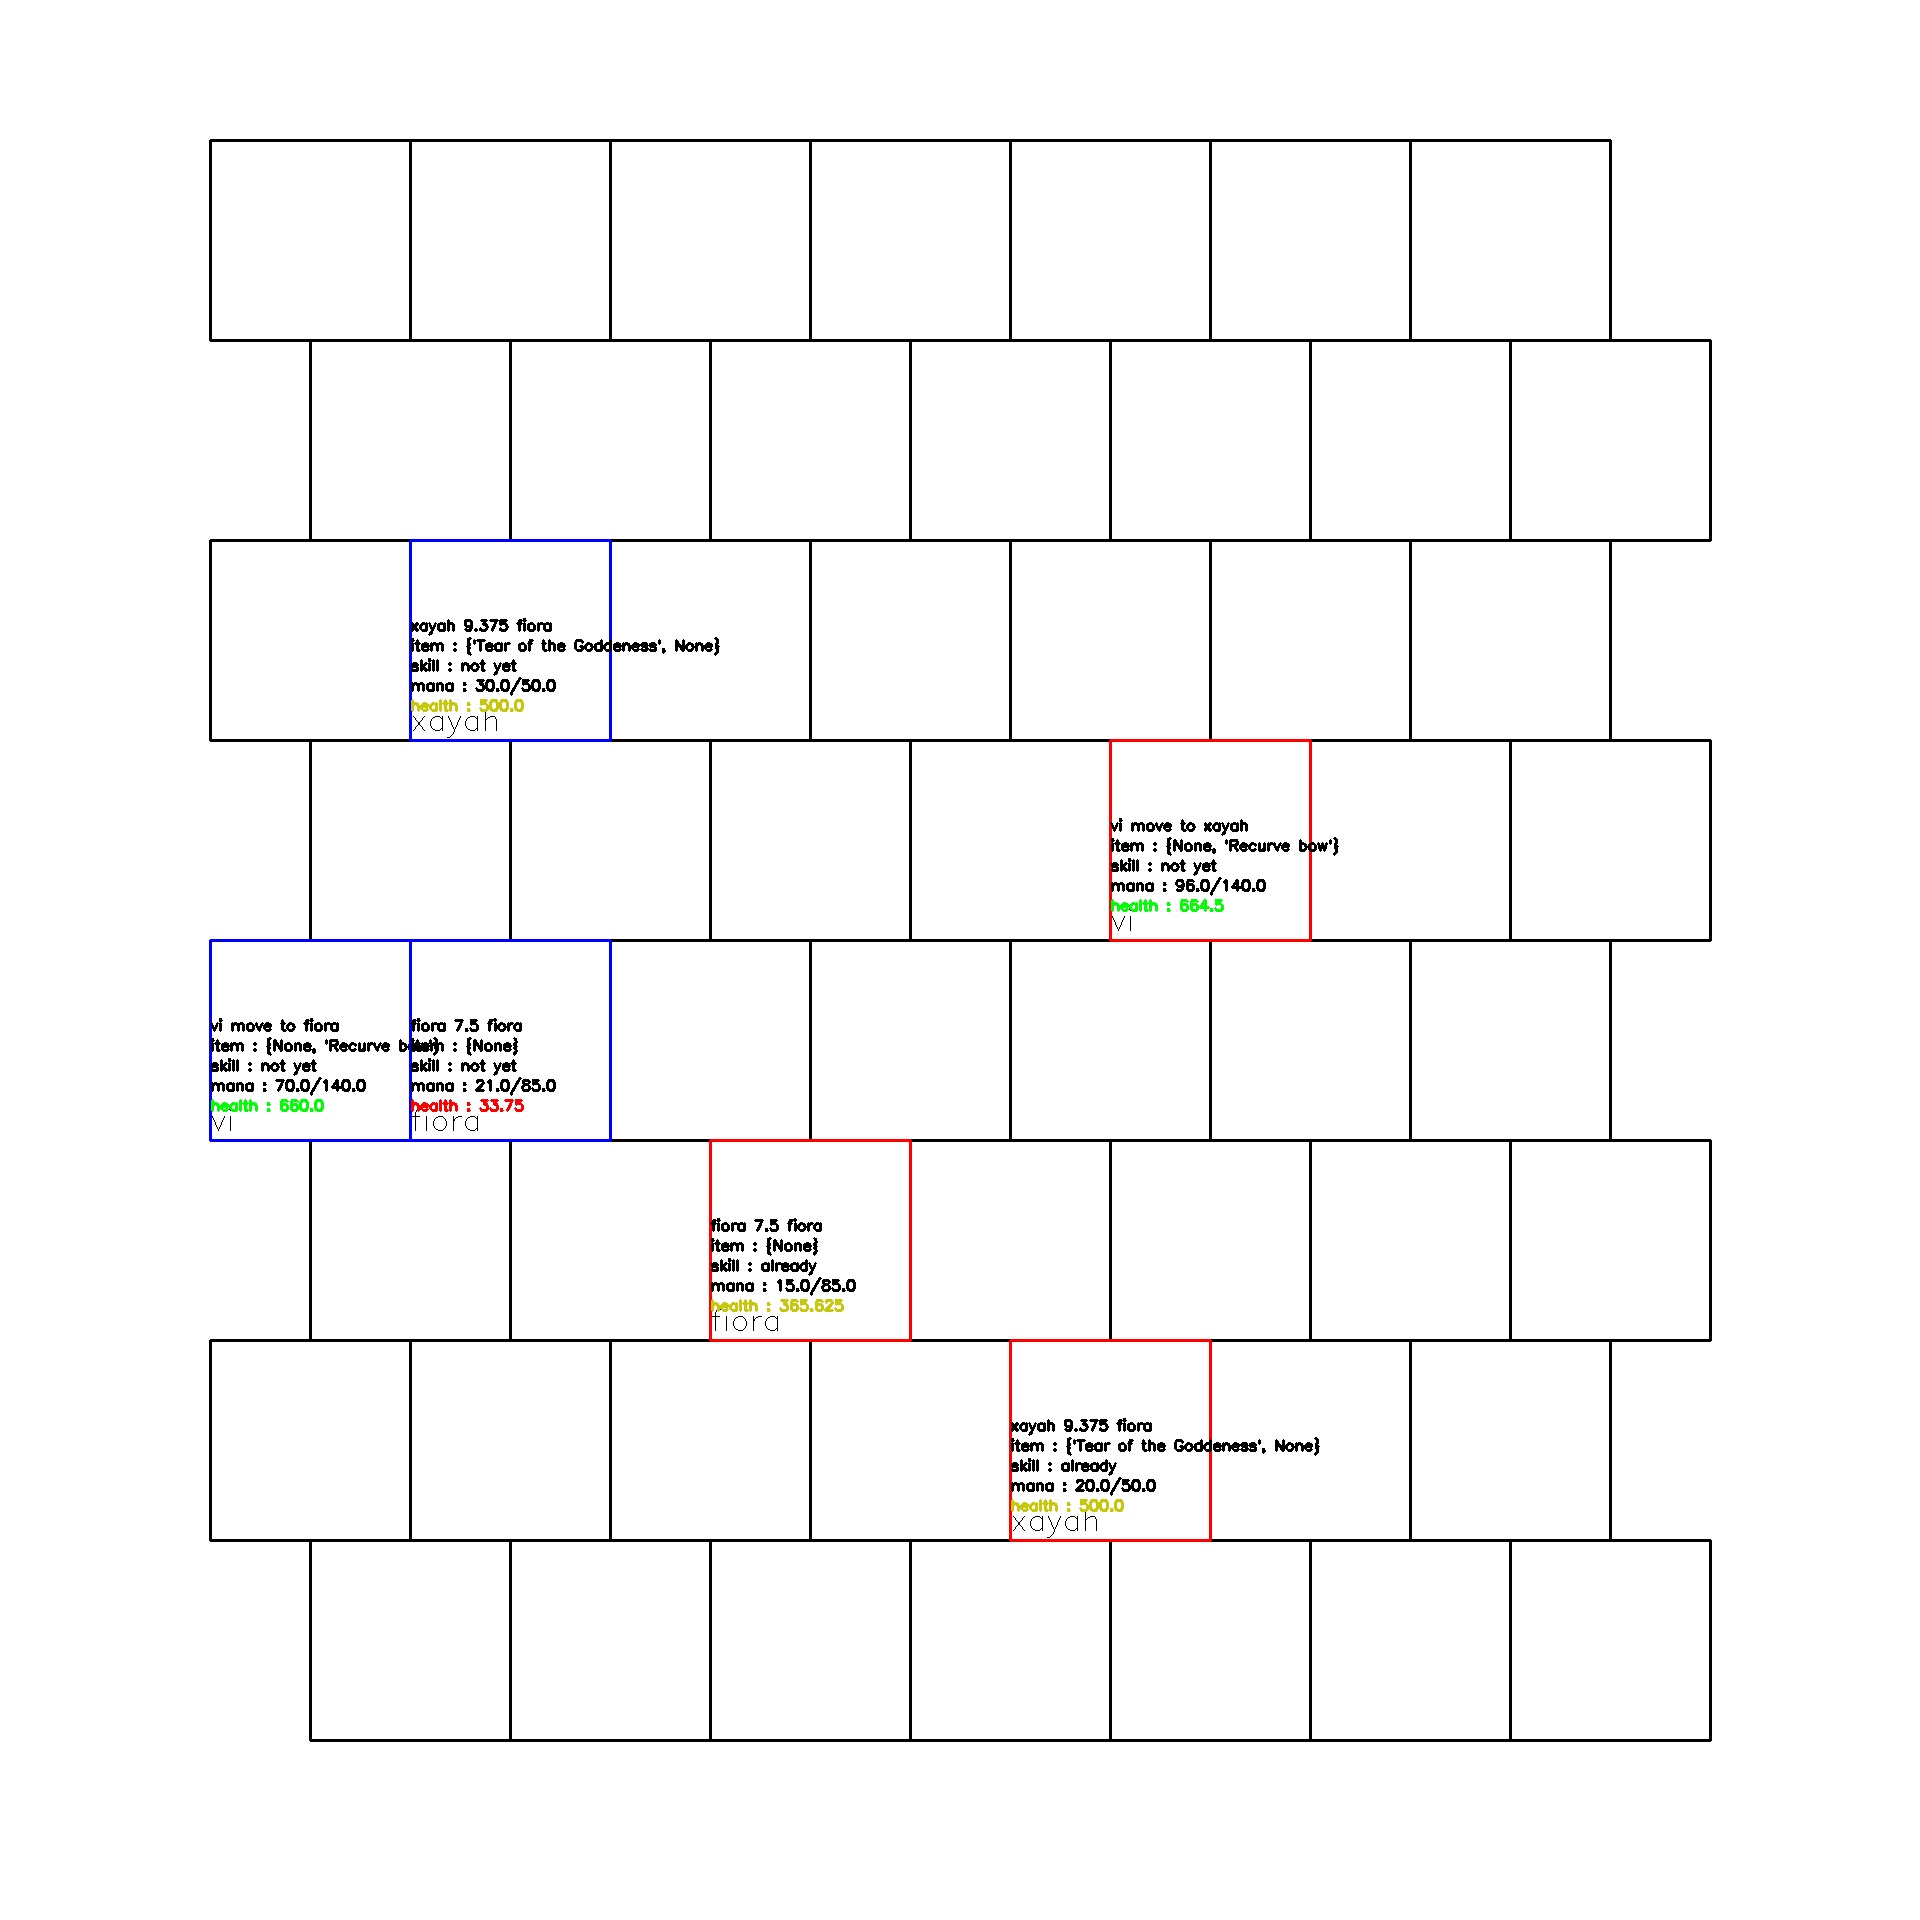 xayah 9.375 fiora
item : {'Tear of the Goddeness', None}
skill : not yet
mana : 30.0/50.0
health : 500.0
xayah
vi move to xayah
item : {None, 'Recurve bow'}
skill : not yet
mana : 96.0/140.0
health : 664.5
vi
vi move to fiora
item : {None, 'Recurve bow'}
skill : not yet
mana : 70.0/140.0
health : 660.0
vi
fiora 7.5 fiora
item : {None}
skill : not yet
mana : 21.0/85.0
health : 33.75
fiora
fiora 7.5 fiora
item : {None}
skill : already
mana : 15.0/85.0
health : 365.625
fiora
xayah 9.375 fiora
item : {'Tear of the Goddeness', None}
skill : already
mana : 20.0/50.0
health : 500.0
xayah